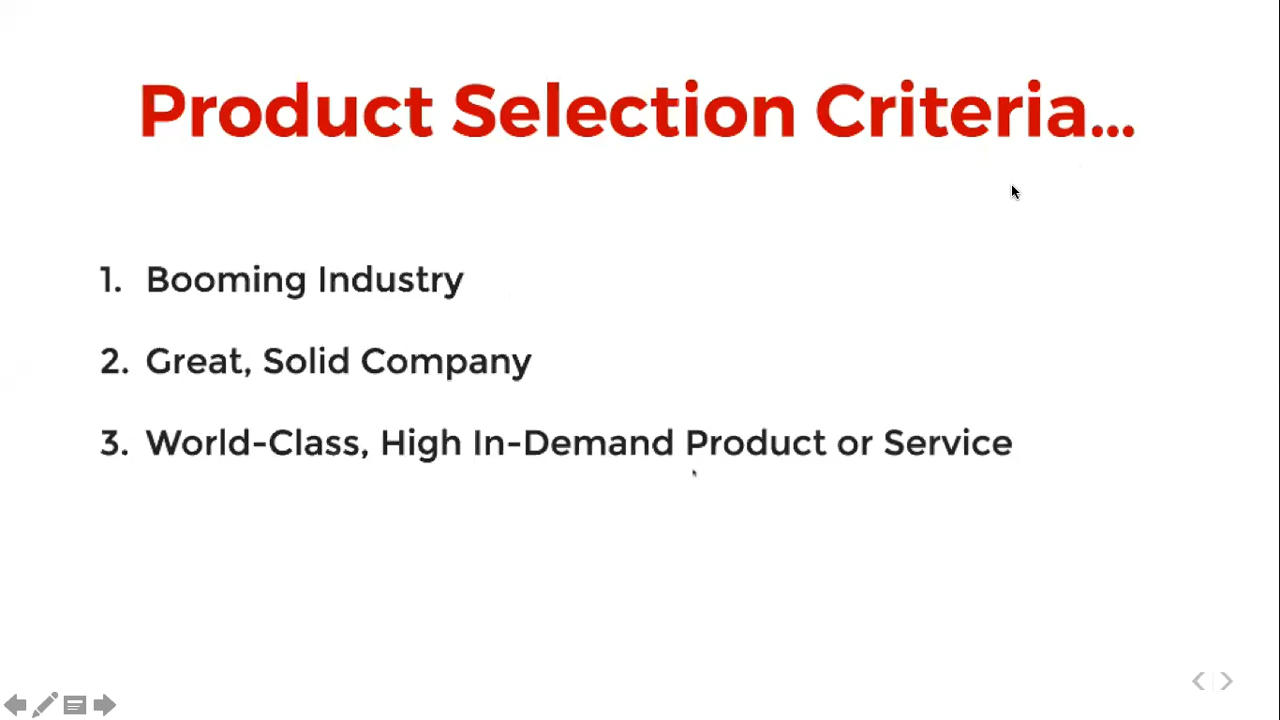 Product Selection Criteria...
1. Booming Industry
2. Great, Solid Company
3. World-Class, High In-Demand Product or Service